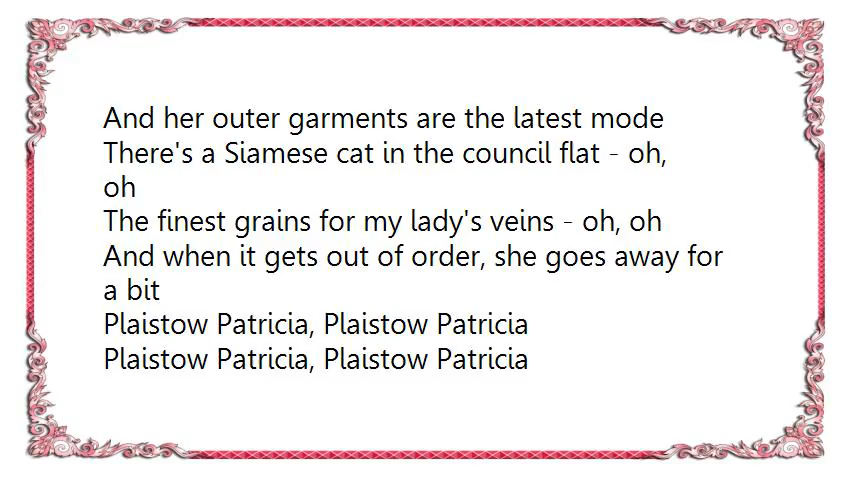 And her outer garments are the latest mode
There's a Siamese cat in the council flat - oh,
oh
The finest grains for my lady's veins - oh, oh
And when it gets out of order, she goes away for
a bit
Plaistow Patricia, Plaistow Patricia
Plaistow Patricia, Plaistow Patricia